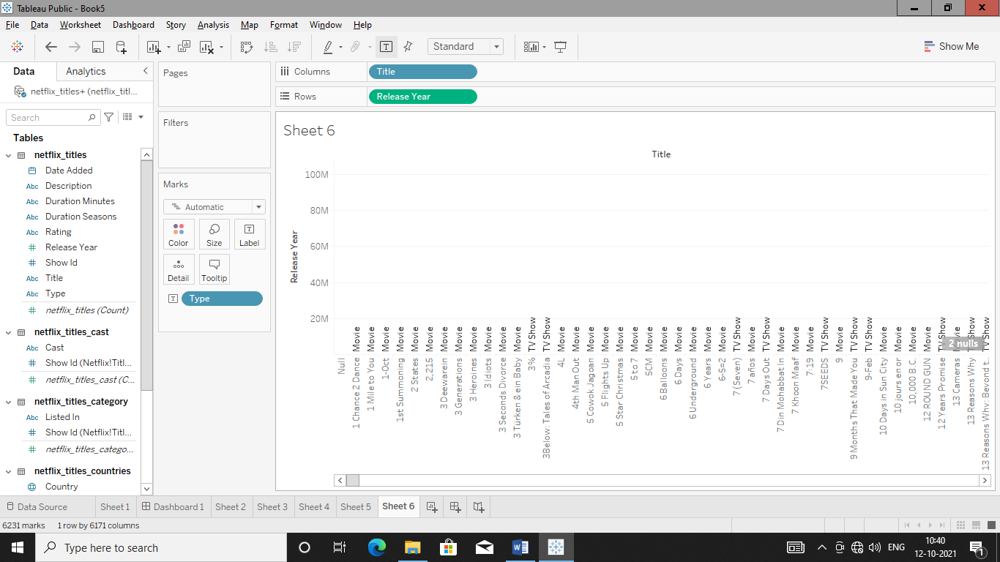 Tableau Public - Book5
File Data Worksheet Dashboard Story Analysis Map Format Window Help
Standard
Show Me
Data Analytics
netflix_titles+ (netflix_titl...
Search
Tables
netflix_titles
Date Added
Abc Description
Abc Duration Minutes
Abc Duration Seasons
Abc Rating
Release Year
Show Id
Abc Title
Abc Type
netflix_titles (Count)
netflix_titles_cast
Abc Cast
Abc Show Id (Netflix!Titl...
netflix_titles_cast (C...
netflix_titles_category
Abc Listed In
Abc Show Id (Netflix!Titl...
netflix_titles_catego...
netflix_titles_countries
Country
Pages
Filters
Marks
Automatic
Color Size Label
Detail Tooltip
Type
Columns Title
Rows Release Year
Sheet 6
Title
Release Year
100M
80M
60M
40M
20M
Null
1 Chance 2 Dance Movie
1 Mile to You Movie
1-Oct Movie
1st Summoning Movie
2 States Movie
2,215 Movie
3 Deewarein Movie
3 Generations Movie
3 Heroines Movie
3 Idiots Movie
3 Seconds Divorce Movie
3 Türken & ein Baby Movie
3% TV Show
3Below: Tales of Arcadia TV Show
4L Movie
4th Man Out Movie
5 Cowok Jagoan Movie
5 Flights Up Movie
5 Star Christmas Movie
5 to 7 Movie
5CM Movie
6 Balloons Movie
6 Days Movie
6 Underground Movie
6 Years Movie
6-5=2 Movie
7 (Seven) TV Show
7 años Movie
7 Days Out TV Show
7 Din Mohabbat In Movie
7 Khoon Maaf Movie
7:19 Movie
7SEEDS TV Show
9 Movie
9 Months That Made You TV Show
9-Feb TV Show
10 Days in Sun City Movie
10 jours en or Movie
10,000 B.C. Movie
12 ROUND GUN Movie
12 Years Promise TV Show
13 Cameras Movie
13 Reasons Why TV Show
13 Reasons Why: Beyond t... TV Show
2 nulls
Data Source Sheet 1 Dashboard 1 Sheet 2 Sheet 3 Sheet 4 Sheet 5 Sheet 6
6231 marks 1 row by 6171 columns
Type here to search
ENG
10:40
12-10-2021
1